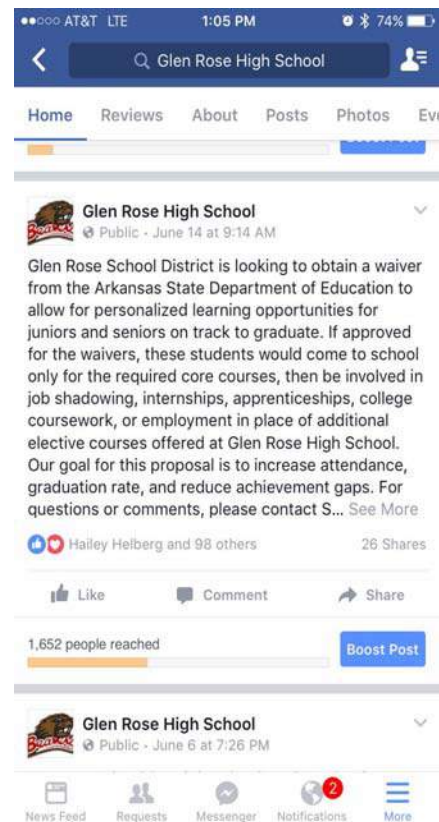 AT&T LTE 1:05 PM 74%
Glen Rose High School
Home Reviews About Posts Photos Ev
Glen Rose High School
Public · June 14 at 9:14 AM
Glen Rose School District is looking to obtain a waiver
from the Arkansas State Department of Education to
allow for personalized learning opportunities for
juniors and seniors on track to graduate. If approved
for the waivers, these students would come to school
only for the required core courses, then be involved in
job shadowing, internships, apprenticeships, college
coursework, or employment in place of additional
elective courses offered at Glen Rose High School.
Our goal for this proposal is to increase attendance,
graduation rate, and reduce achievement gaps. For
questions or comments, please contact S... See More
Hailey Helberg and 98 others 26 Shares
Like Comment Share
1,652 people reached Boost Post
Glen Rose High School
Public · June 6 at 7:26 PM
News Feed Requests Messenger Notifications 2 More